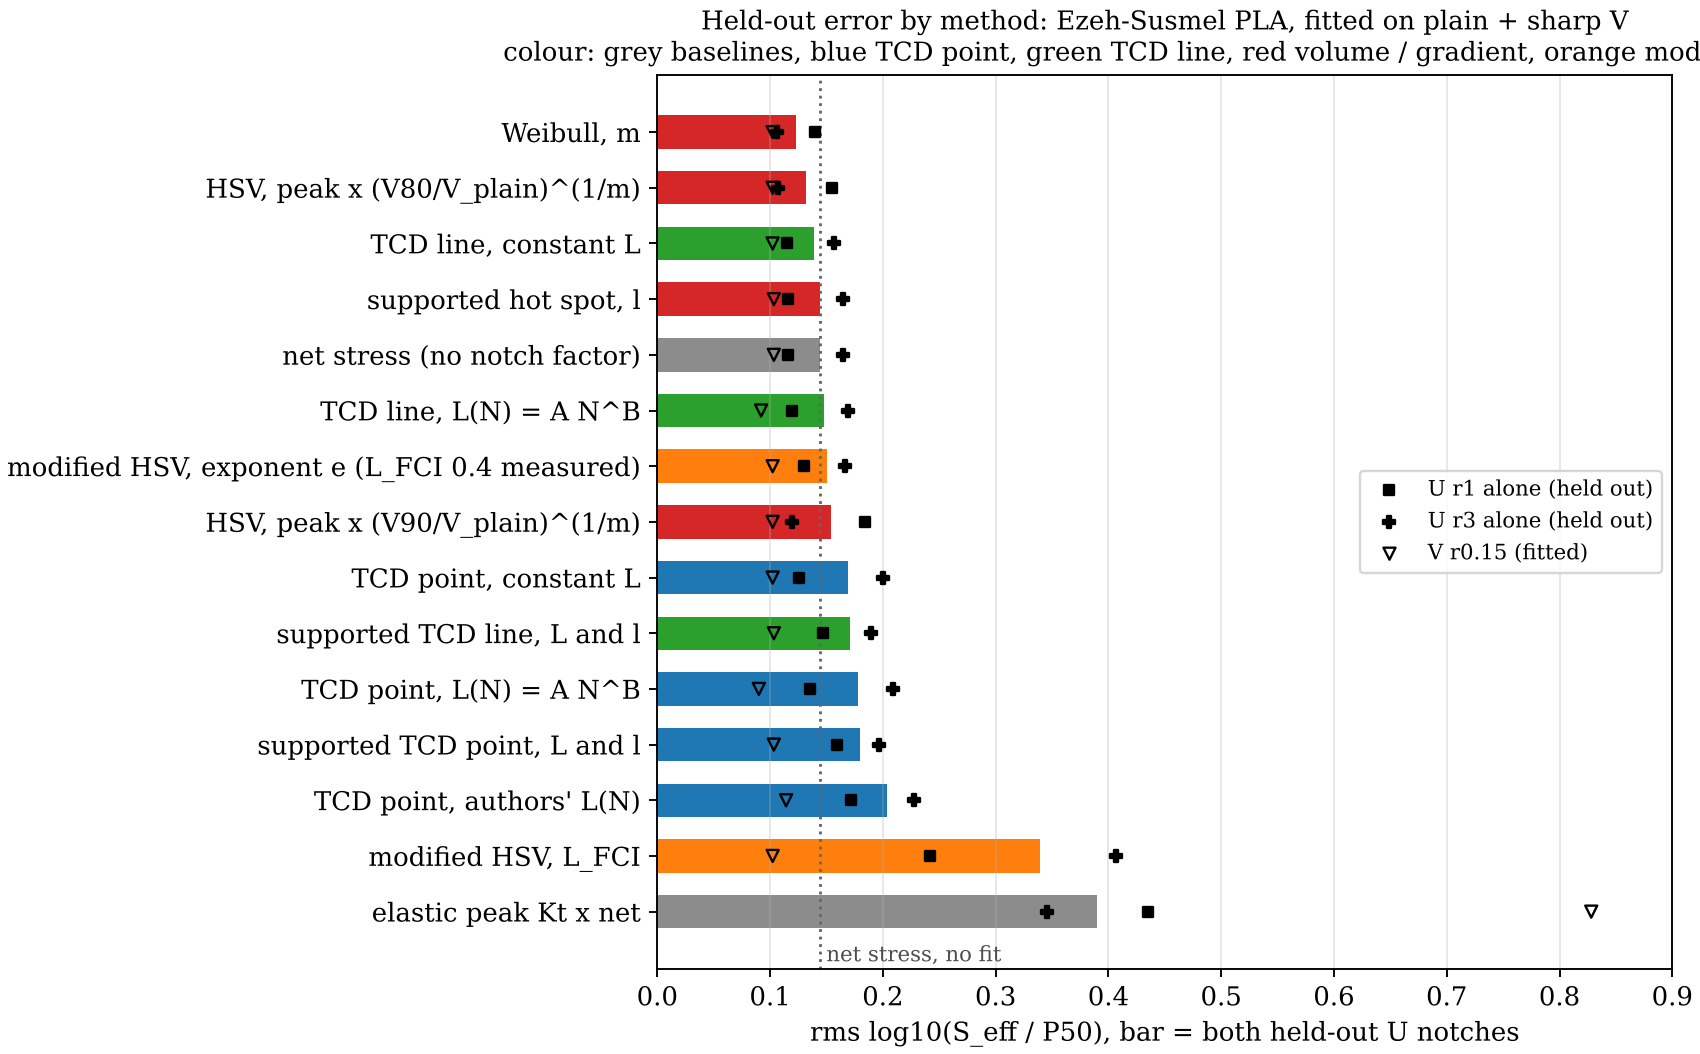 Held-out error by method: Ezeh-Susmel PLA, fitted on plain + sharp V
colour: grey baselines, blue TCD point, green TCD line, red volume / gradient, orange mod
Weibull, m
HSV, peak x (V80/V_plain)^(1/m)
TCD line, constant L
supported hot spot, l
net stress (no notch factor)
TCD line, L(N) = A N^B
modified HSV, exponent e (L_FCI 0.4 measured)
HSV, peak x (V90/V_plain)^(1/m)
TCD point, constant L
supported TCD line, L and l
TCD point, L(N) = A N^B
supported TCD point, L and l
TCD point, authors' L(N)
modified HSV, L_FCI
elastic peak Kt x net
U r1 alone (held out)
U r3 alone (held out)
V r0.15 (fitted)
net stress, no fit
0.0 0.1 0.2 0.3 0.4 0.5 0.6 0.7 0.8 0.9
rms log10(S_eff / P50), bar = both held-out U notches